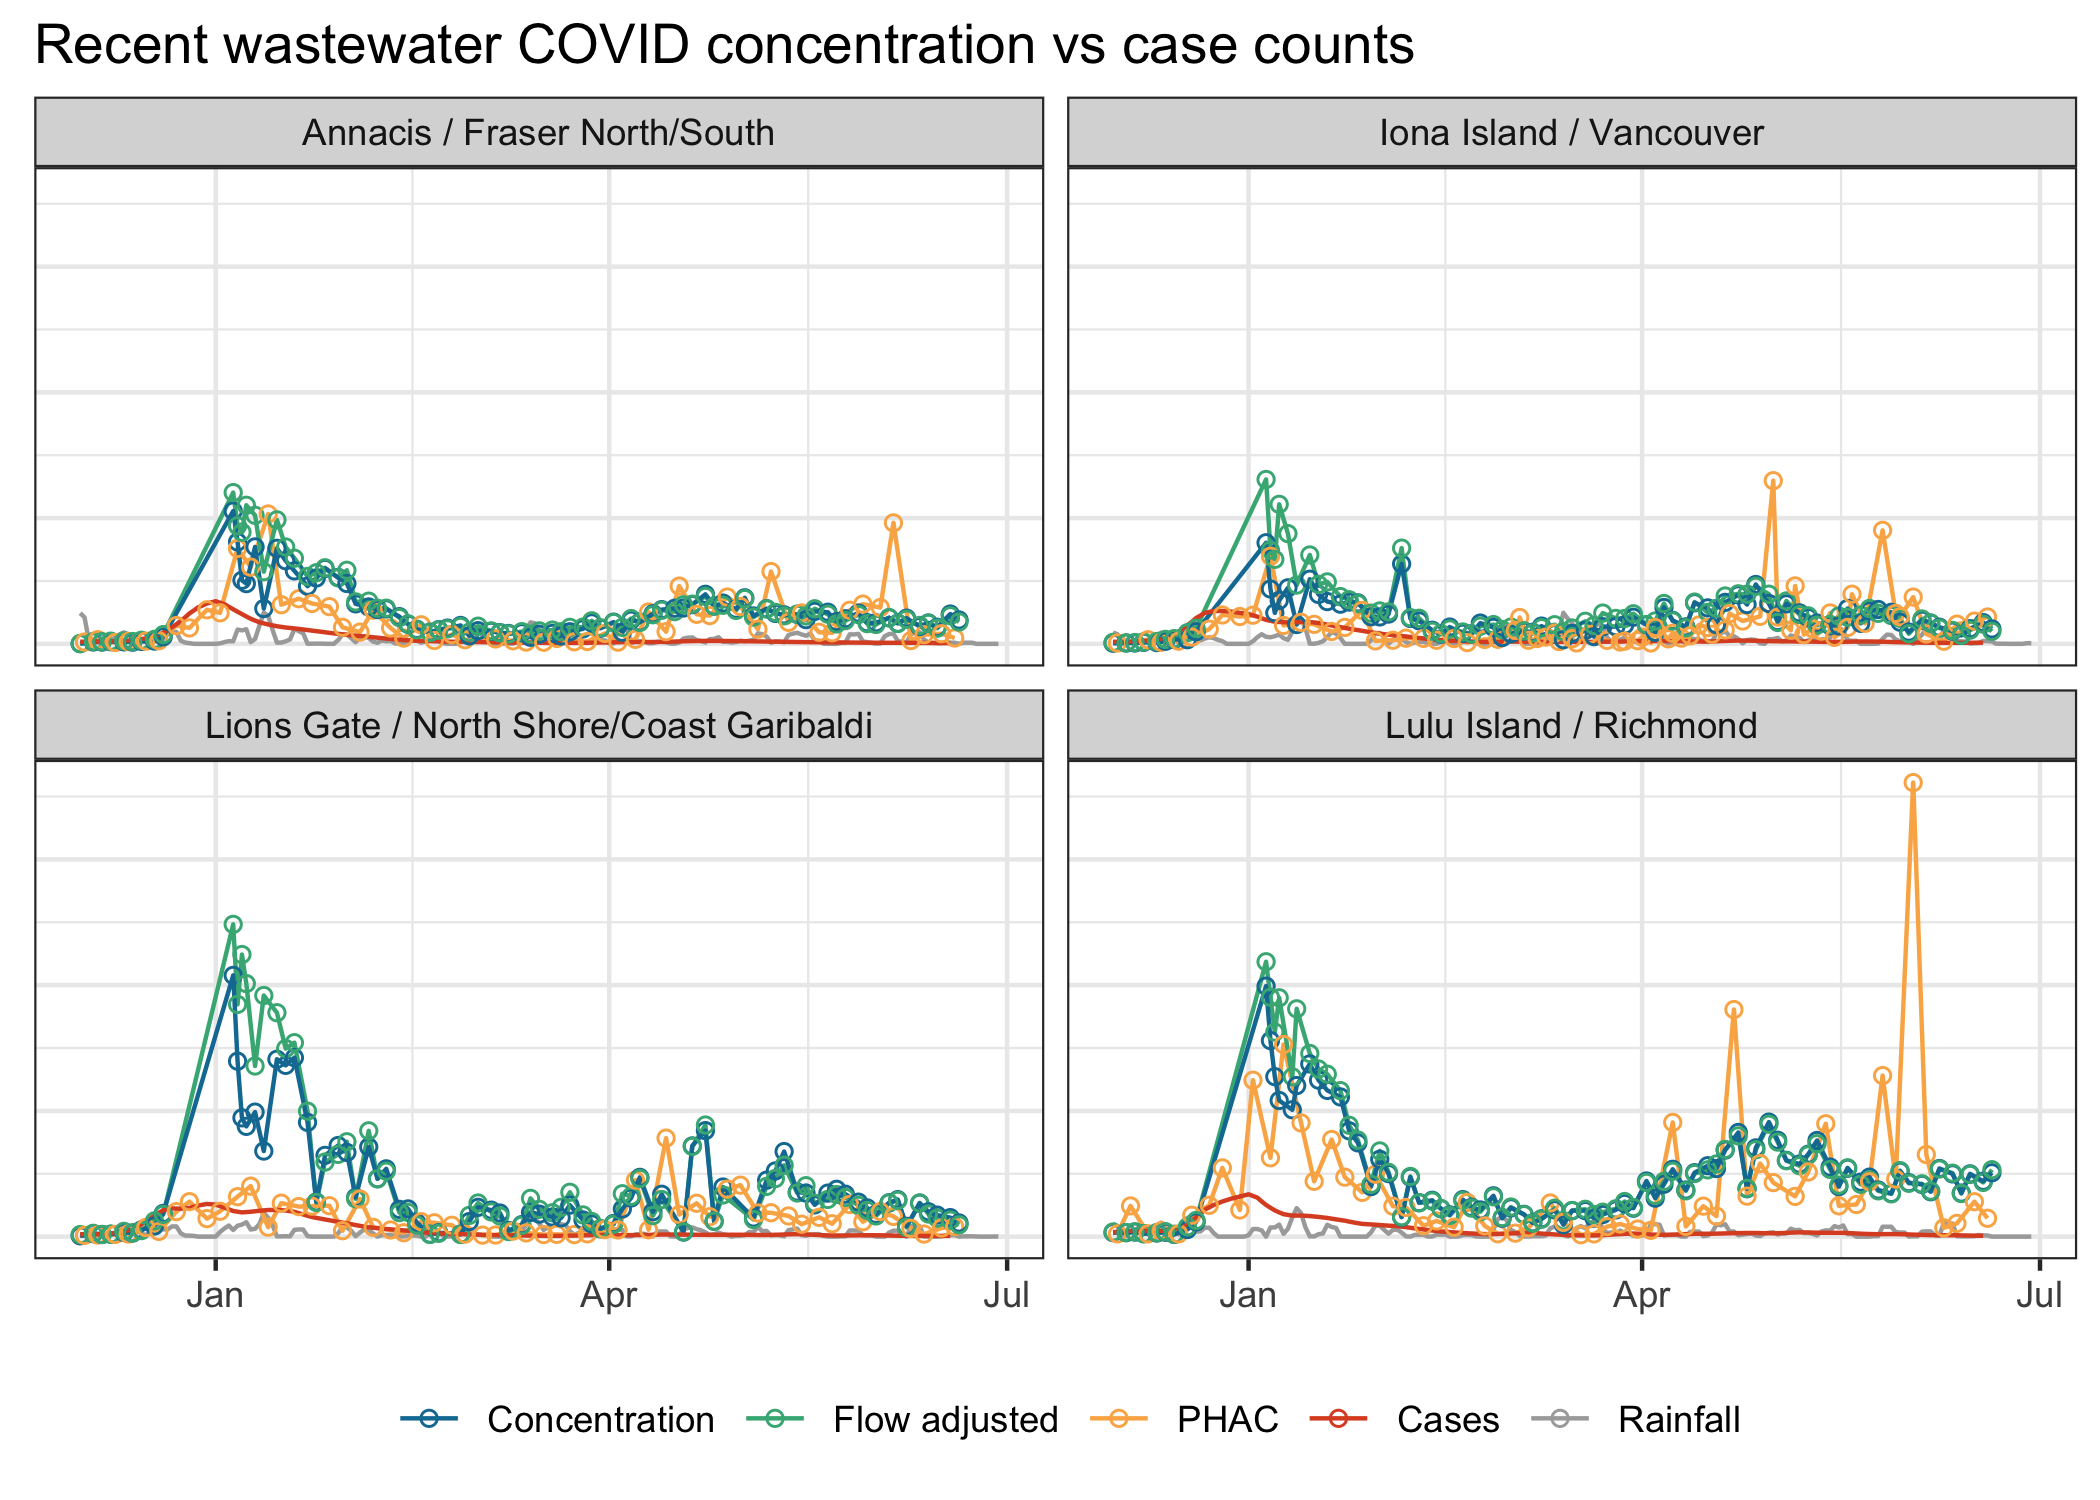 Recent wastewater COVID concentration vs case counts
Annacis / Fraser North/South
Iona Island / Vancouver
Lions Gate / North Shore/Coast Garibaldi
Lulu Island / Richmond
Jan Apr Jul Jan Apr Jul
Concentration Flow adjusted PHAC Cases Rainfall